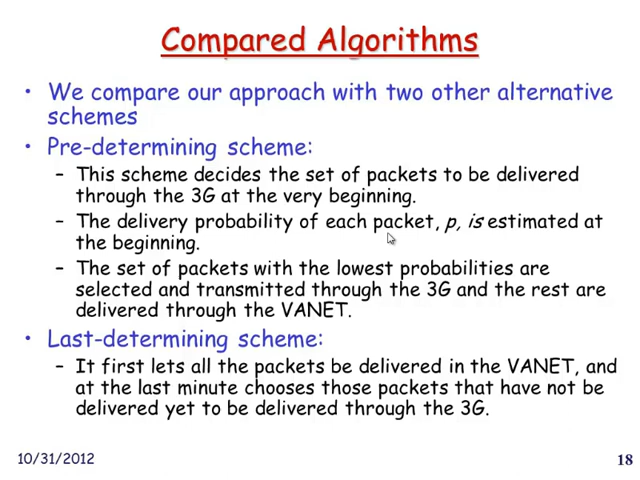 Compared Algorithms
• We compare our approach with two other alternative
schemes
• Pre-determining scheme:
– This scheme decides the set of packets to be delivered
through the 3G at the very beginning.
– The delivery probability of each packet, p, is estimated at
the beginning.
– The set of packets with the lowest probabilities are
selected and transmitted through the 3G and the rest are
delivered through the VANET.
• Last-determining scheme:
– It first lets all the packets be delivered in the VANET, and
at the last minute chooses those packets that have not be
delivered yet to be delivered through the 3G.
10/31/2012
18